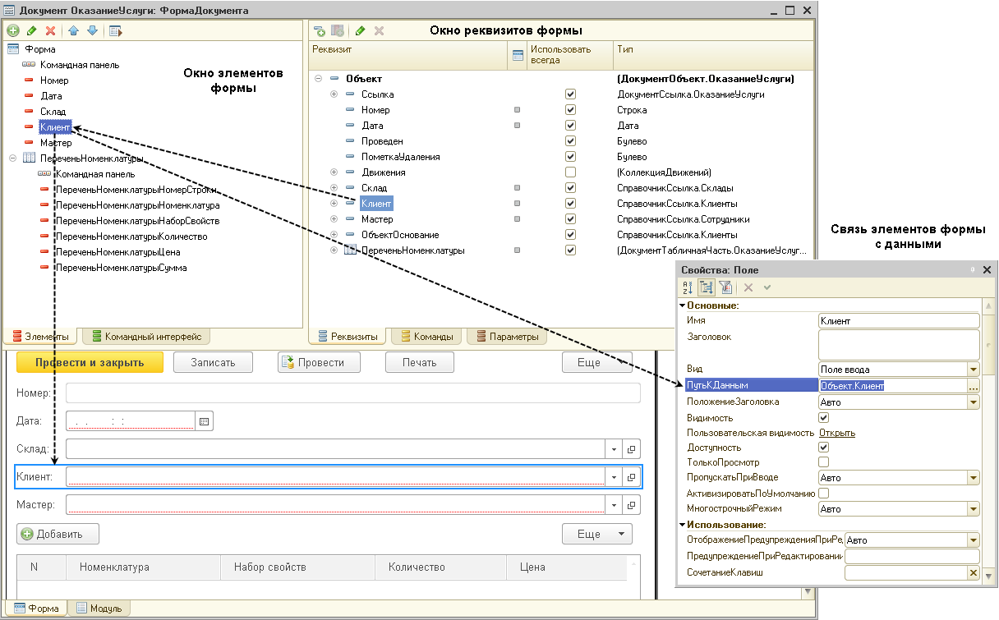 Документ ОказаниеУслуги: ФормаДокумента
Окно элементов
формы
Форма
Командная панель
Номер
Дата
Склад
Клиент
Мастер
ПереченьНоменклатуры
Командная панель
ПереченьНоменклатурыНомерСтроки
ПереченьНоменклатурыНоменклатура
ПереченьНоменклатурыНаборСвойств
ПереченьНоменклатурыКоличество
ПереченьНоменклатурыЦена
ПереченьНоменклатурыСумма
Элементы Командный интерфейс
Окно реквизитов формы
Реквизит Использовать всегда Тип
Объект (ДокументОбъект.ОказаниеУслуги)
Ссылка ДокументСсылка.ОказаниеУслуги
Номер Строка
Дата Дата
Проведен Булево
ПометкаУдаления Булево
Движения (КоллекцияДвижений)
Склад СправочникСсылка.Склады
Клиент СправочникСсылка.Клиенты
Мастер СправочникСсылка.Сотрудники
ОбъектОснование СправочникСсылка.Клиенты
ПереченьНоменклатуры (ДокументТабличнаяЧасть.ОказаниеУслуг...
Реквизиты Команды Параметры
Связь элементов формы
с данными
Свойства: Поле
Основные:
Имя Клиент
Заголовок
Вид Поле ввода
ПутьКДанным Объект.Клиент
ПоложениеЗаголовка Авто
Видимость
Пользовательская видимость Открыть
Доступность
ТолькоПросмотр
ПропускатьПриВводе Авто
АктивизироватьПоУмолчанию
МногострочныйРежим Авто
Использование:
ОтображениеПредупрежденияПриРе, Авто
ПредупреждениеПриРедактировании
СочетаниеКлавиш
Провести и закрыть Записать Провести Печать Еще
Номер:
Дата: . . : :
Склад:
Клиент:
Мастер:
Добавить Еще
N Номенклатура Набор свойств Количество Цена
Форма Модуль